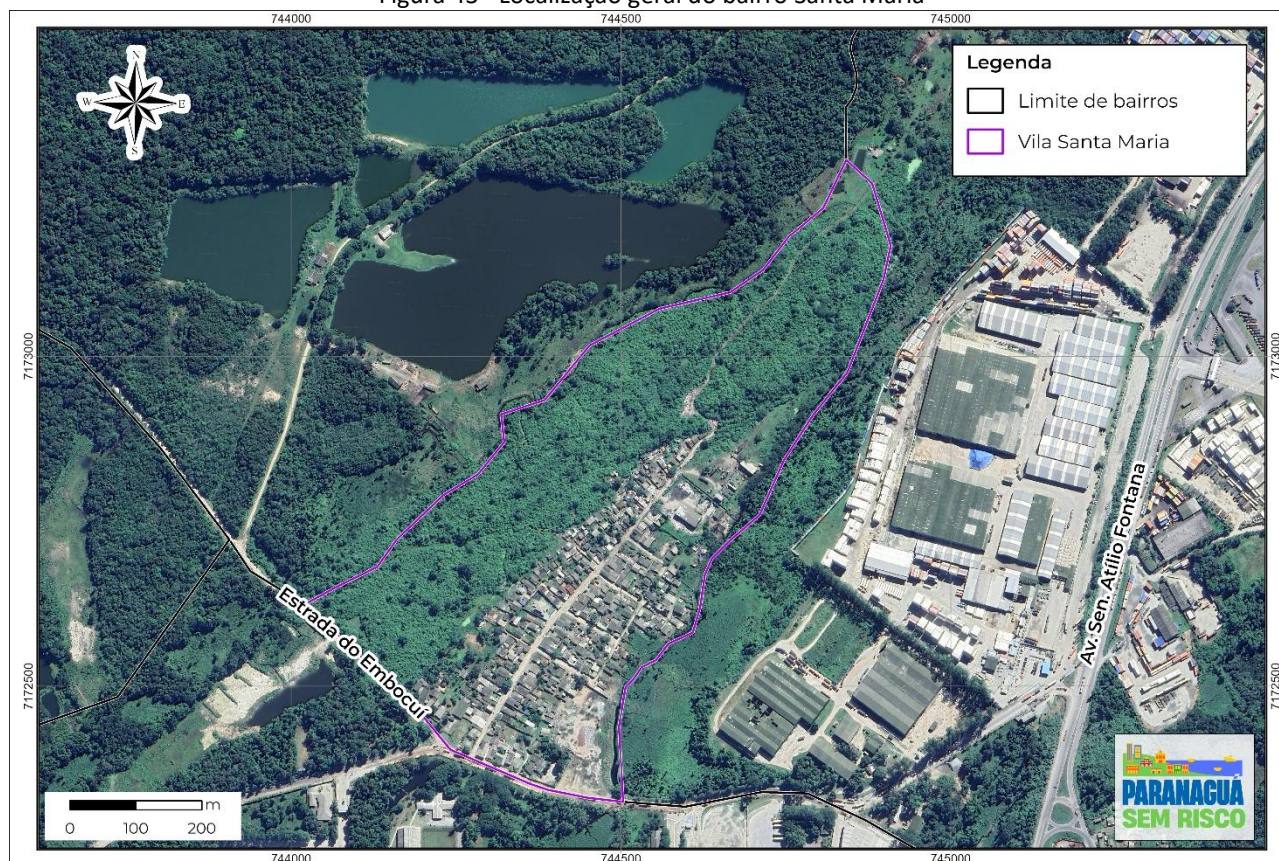 Figura 43 - Localização geral do bairro Santa Maria
744000
744500
745000
N
W
E
S
Legenda
Limite de bairros
Vila Santa Maria
7173000
7173000
Av. Sen. Atílio Fontana
Estrada do Embocuí
7172500
7172500
m
0
100
200
PARANAGUÁ
SEM RISCO
744000
744500
745000